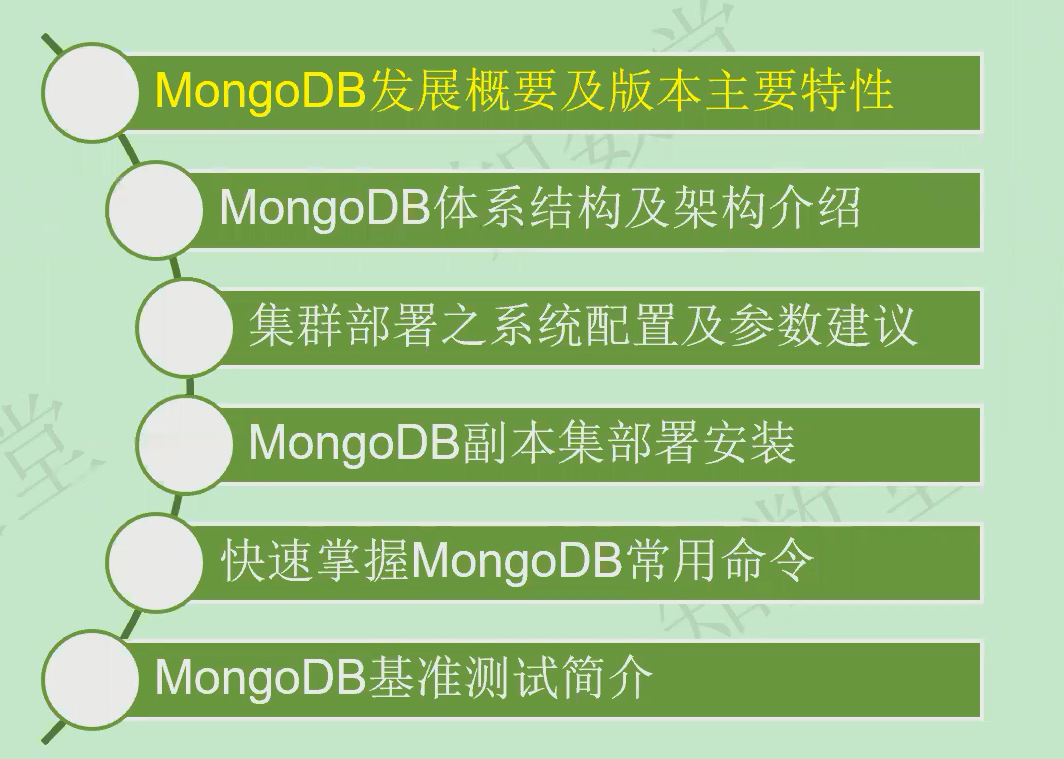 MongoDB发展概要及版本主要特性
MongoDB体系结构及架构介绍
集群部署之系统配置及参数建议
MongoDB副本集部署安装
快速掌握MongoDB常用命令
MongoDB基准测试简介